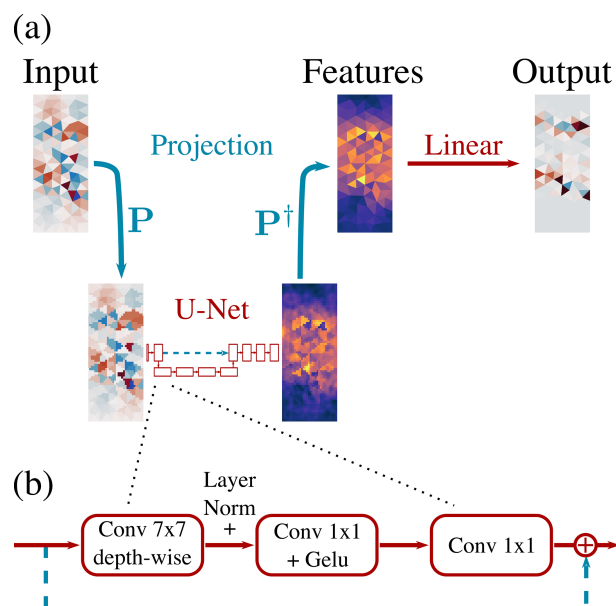 (a)
Input
Features
Output
Projection
Linear
P
P†
U-Net
(b)
Layer
Norm
+
Conv 7x7
depth-wise
Conv 1x1
+ Gelu
Conv 1x1
+